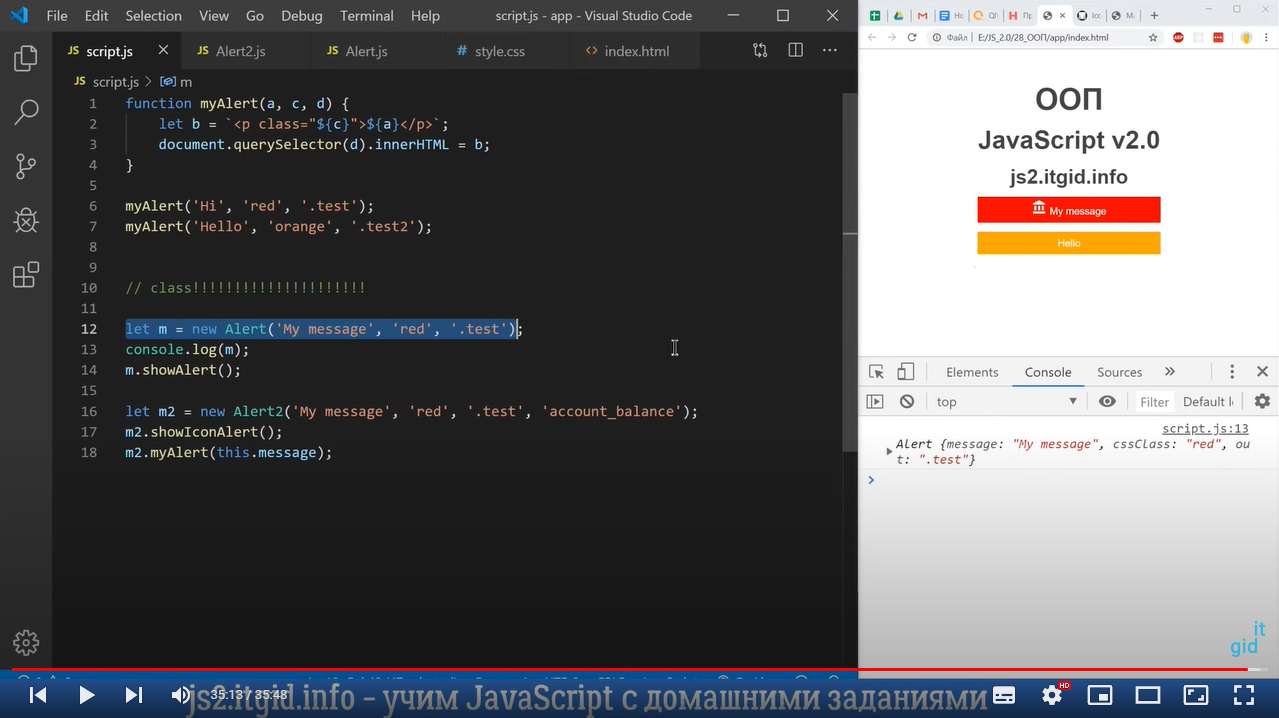 File Edit Selection View Go Debug Terminal Help script.js - app - Visual Studio Code
JS script.js JS Alert2.js JS Alert.js # style.css <> index.html
JS script.js > m
1 function myAlert(a, c, d) {
2 let b = `<p class="${c}">${a}</p>`;
3 document.querySelector(d).innerHTML = b;
4 }
5
6 myAlert('Hi', 'red', '.test');
7 myAlert('Hello', 'orange', '.test2');
8
9
10 // class!!!!!!!!!!!!!!!!!!!!!
11
12 let m = new Alert('My message', 'red', '.test');
13 console.log(m);
14 m.showAlert();
15
16 let m2 = new Alert2('My message', 'red', '.test', 'account_balance');
17 m2.showIconAlert();
18 m2.myAlert(this.message);
Файл E:/JS_2.0/28_ООП/app/index.html
ABP
ООП
JavaScript v2.0
js2.itgid.info
My message
Hello
Elements Console Sources
top Filter
script.js:13
Alert {message: "My message", cssClass: "red", ou
t: ".test"}
it
gid
35:13 / 35:48
js2.itgid.info - учим JavaScript с домашними заданиями
HD